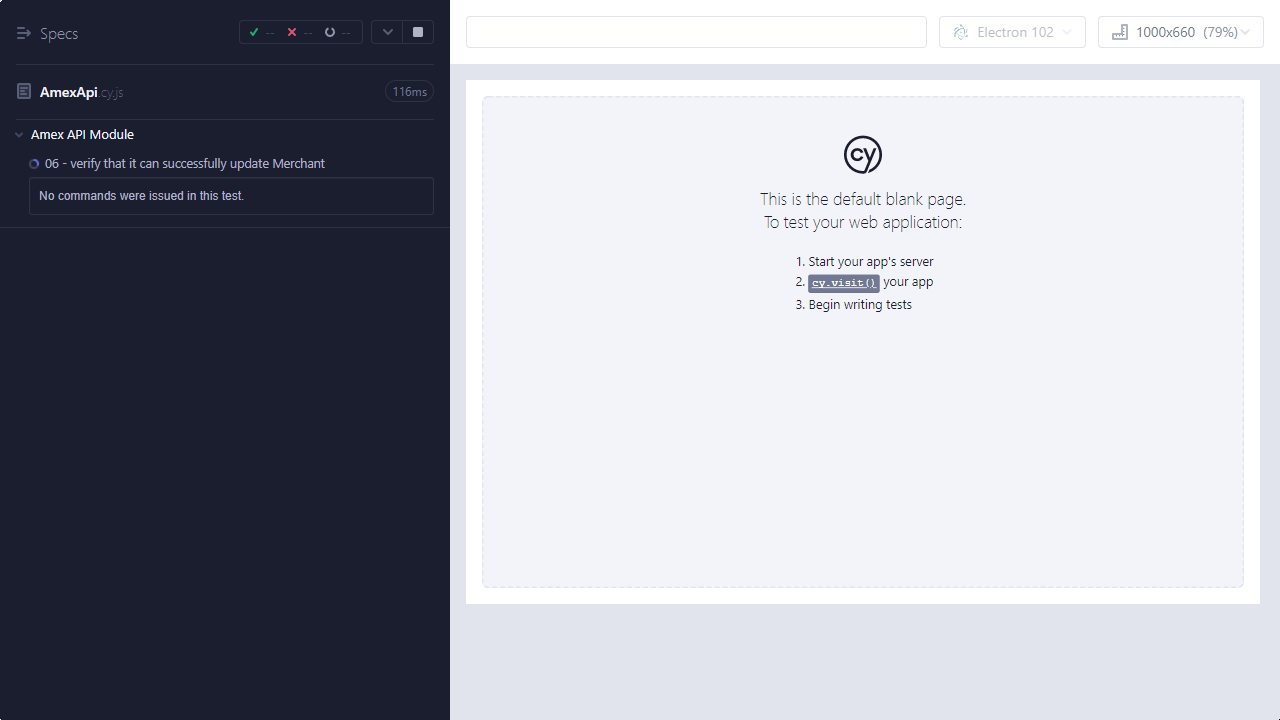 Specs
--
--
--
Electron 102
1000x660 (79%)
AmexApi.cy.js
116ms
Amex API Module
06 - verify that it can successfully update Merchant
No commands were issued in this test.
cy
This is the default blank page.
To test your web application:
1. Start your app's server
2. cy.visit() your app
3. Begin writing tests